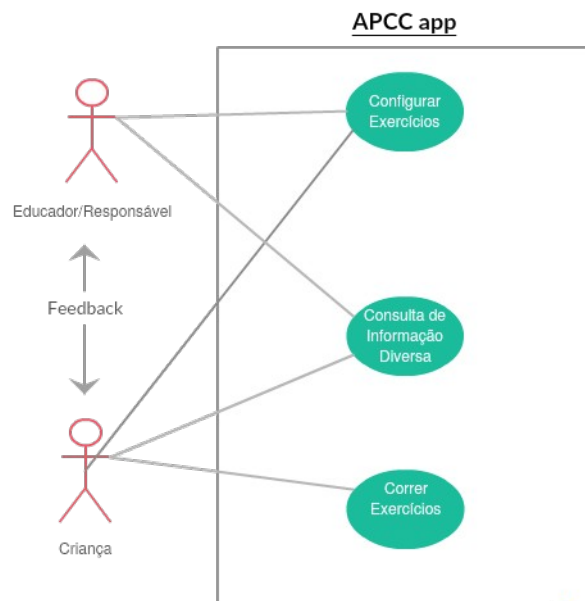 APCC app
Configurar
Exercícios
Educador/Responsável
Feedback
Consulta de
Informação
Diversa
Correr
Exercícios
Criança